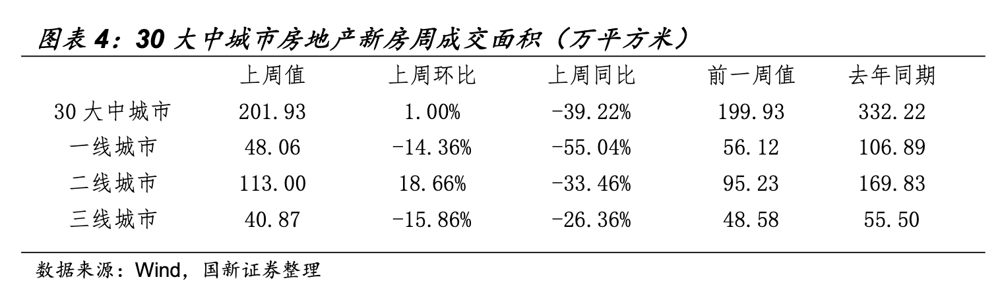 图表 4：30 大中城市房地产新房周成交面积（万平方米）
上周值 上周环比 上周同比 前一周值 去年同期
30 大中城市 201.93 1.00% -39.22% 199.93 332.22
一线城市 48.06 -14.36% -55.04% 56.12 106.89
二线城市 113.00 18.66% -33.46% 95.23 169.83
三线城市 40.87 -15.86% -26.36% 48.58 55.50
数据来源：Wind，国新证券整理